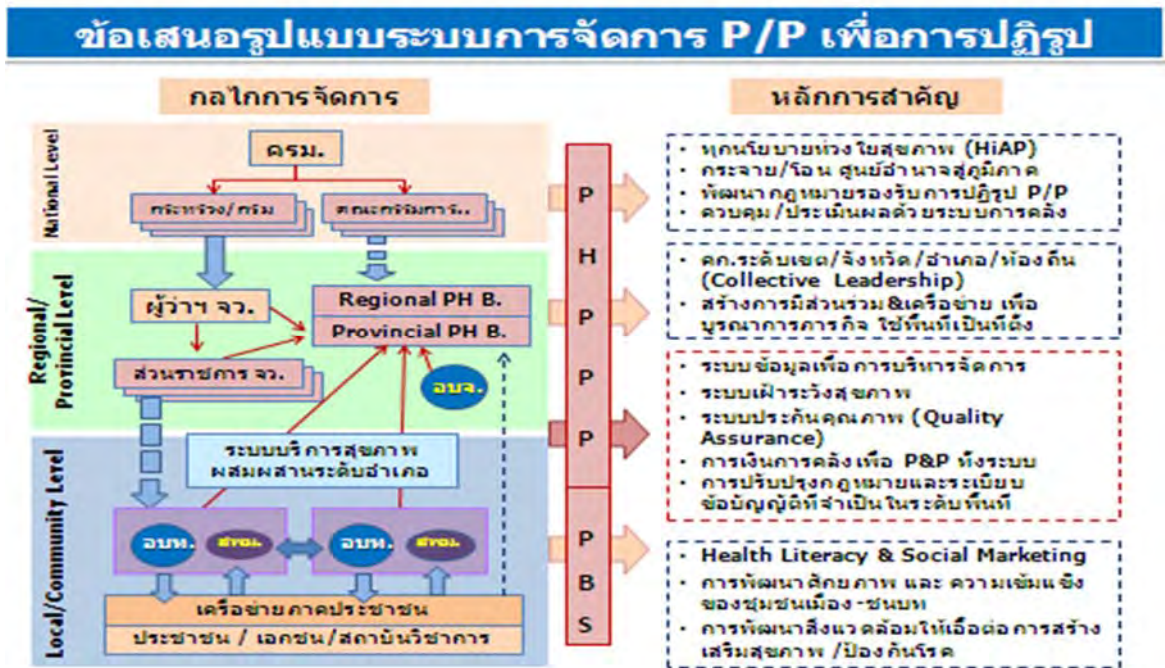 ข้อเสนอรูปแบบระบบการจัดการ P/P เพื่อการปฏิรูป
กลไกการจัดการ
หลักการสำคัญ
National Level
ครม.
กระทรวง/กรม
คณะกรรมการ..
Regional/
Provincial Level
ผู้ว่าฯ จว.
Regional PH B.
Provincial PH B.
ส่วนราชการ จว.
อบจ.
Local/Community Level
ระบบบริการสุขภาพ
ผสมผสานระดับอำเภอ
อบท.
อบท.
เครือข่ายภาคประชาชน
ประชาชน / เอกชน/สถาบันวิชาการ
P
H
P
P
P
P
B
S
• ทุกนโยบายห่วงใยสุขภาพ (HiAP)
• กระจาย/โอน ศูนย์อำนาจสู่ภูมิภาค
• พัฒนากฎหมายรองรับการปฏิรูป P/P
• ควบคุม/ประเมินผลด้วยระบบการคลัง
• คก.ระดับเขต/จังหวัด/อำเภอ/ท้องถิ่น
(Collective Leadership)
• สร้างการมีส่วนร่วม&เครือข่าย เพื่อ
บูรณาการภารกิจ ใช้พื้นที่เป็นที่ตั้ง
• ระบบข้อมูลเพื่อการบริหารจัดการ
• ระบบเฝ้าระวังสุขภาพ
• ระบบประกันคุณภาพ (Quality
Assurance)
• การเงินการคลังเพื่อ P&P ทั้งระบบ
• การปรับปรุงกฎหมายและระเบียบ
ข้อบัญญัติที่จำเป็นในระดับพื้นที่
• Health Literacy & Social Marketing
• การพัฒนาศักยภาพ และ ความเข้มแข็ง
ของชุมชนเมือง-ชนบท
• การพัฒนาสิ่งแวดล้อมให้เอื้อต่อการสร้าง
เสริมสุขภาพ /ป้องกันโรค